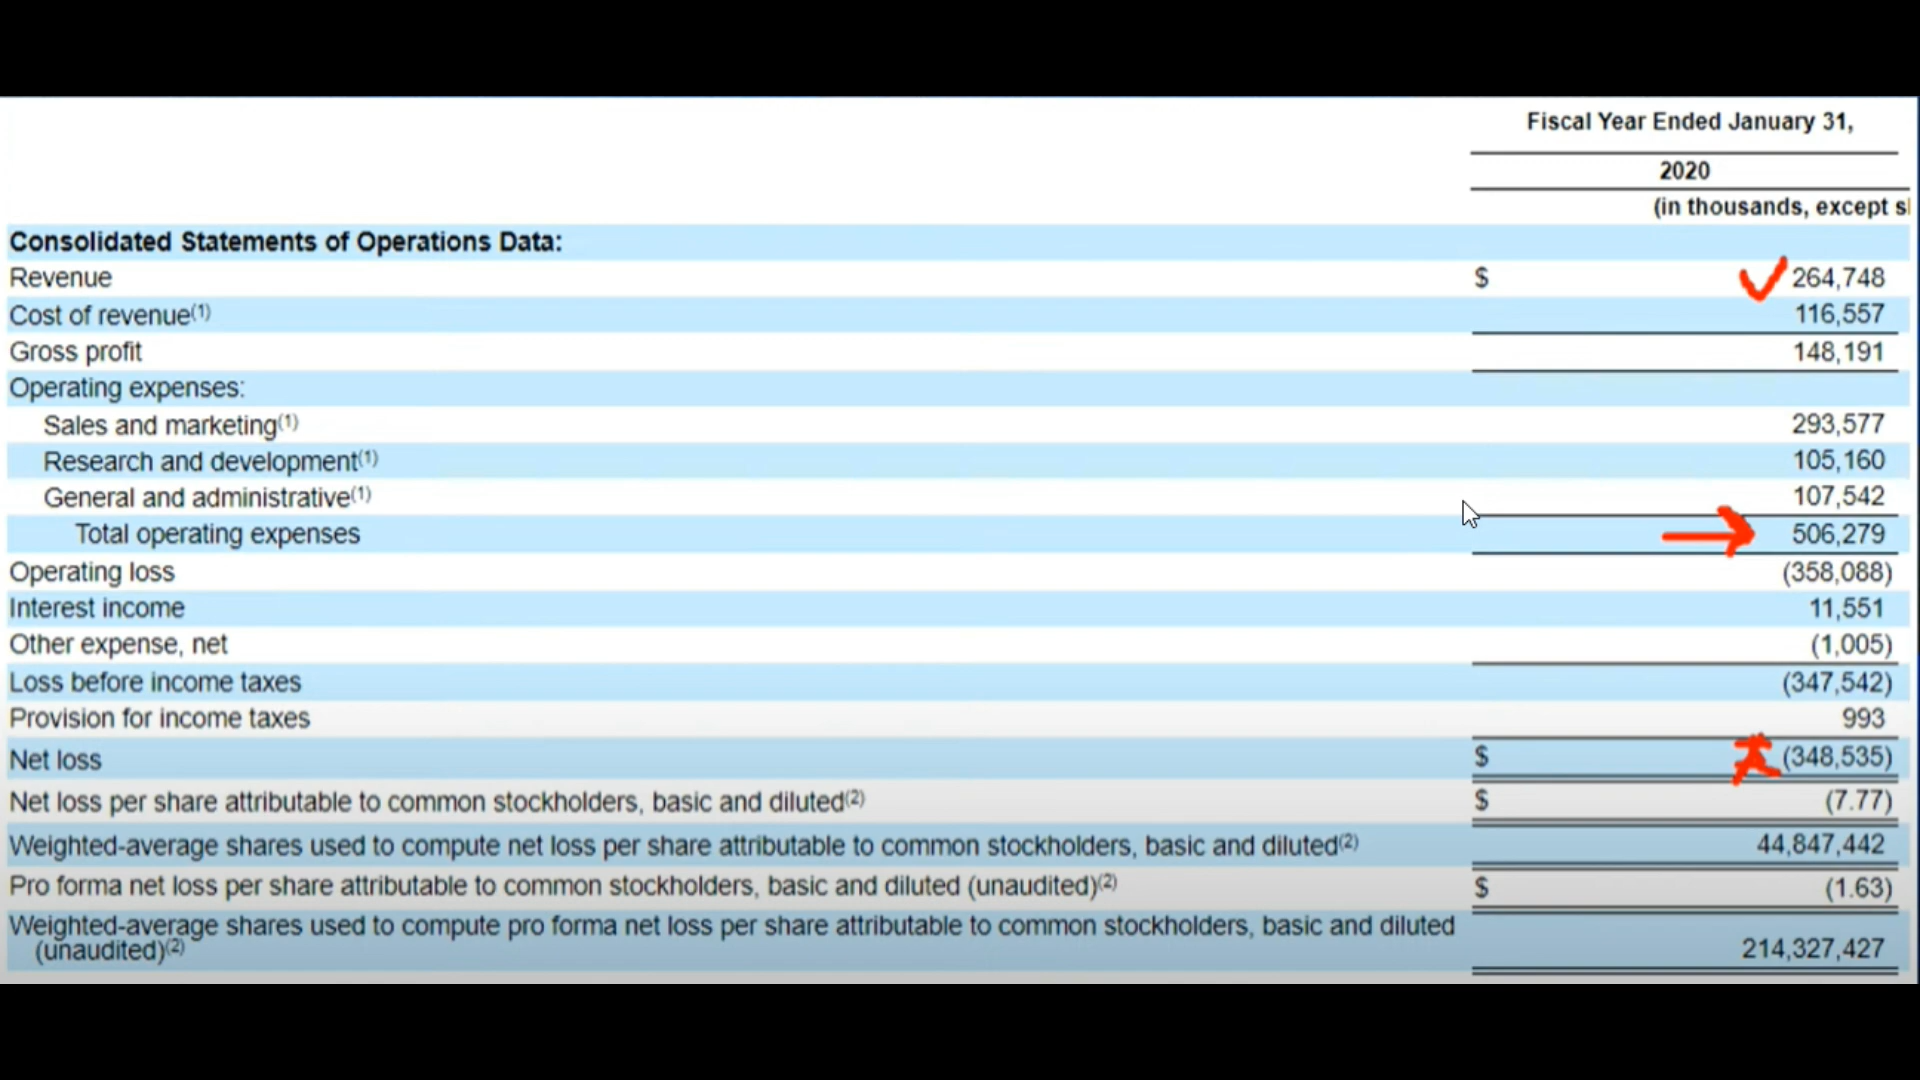 Fiscal Year Ended January 31,
2020
(in thousands, except s
Consolidated Statements of Operations Data:
Revenue $ 264,748
Cost of revenue(1) 116,557
Gross profit 148,191
Operating expenses:
Sales and marketing(1) 293,577
Research and development(1) 105,160
General and administrative(1) 107,542
Total operating expenses 506,279
Operating loss (358,088)
Interest income 11,551
Other expense, net (1,005)
Loss before income taxes (347,542)
Provision for income taxes 993
Net loss $ (348,535)
Net loss per share attributable to common stockholders, basic and diluted(2) $ (7.77)
Weighted-average shares used to compute net loss per share attributable to common stockholders, basic and diluted(2) 44,847,442
Pro forma net loss per share attributable to common stockholders, basic and diluted (unaudited)(2) $ (1.63)
Weighted-average shares used to compute pro forma net loss per share attributable to common stockholders, basic and diluted
(unaudited)(2) 214,327,427